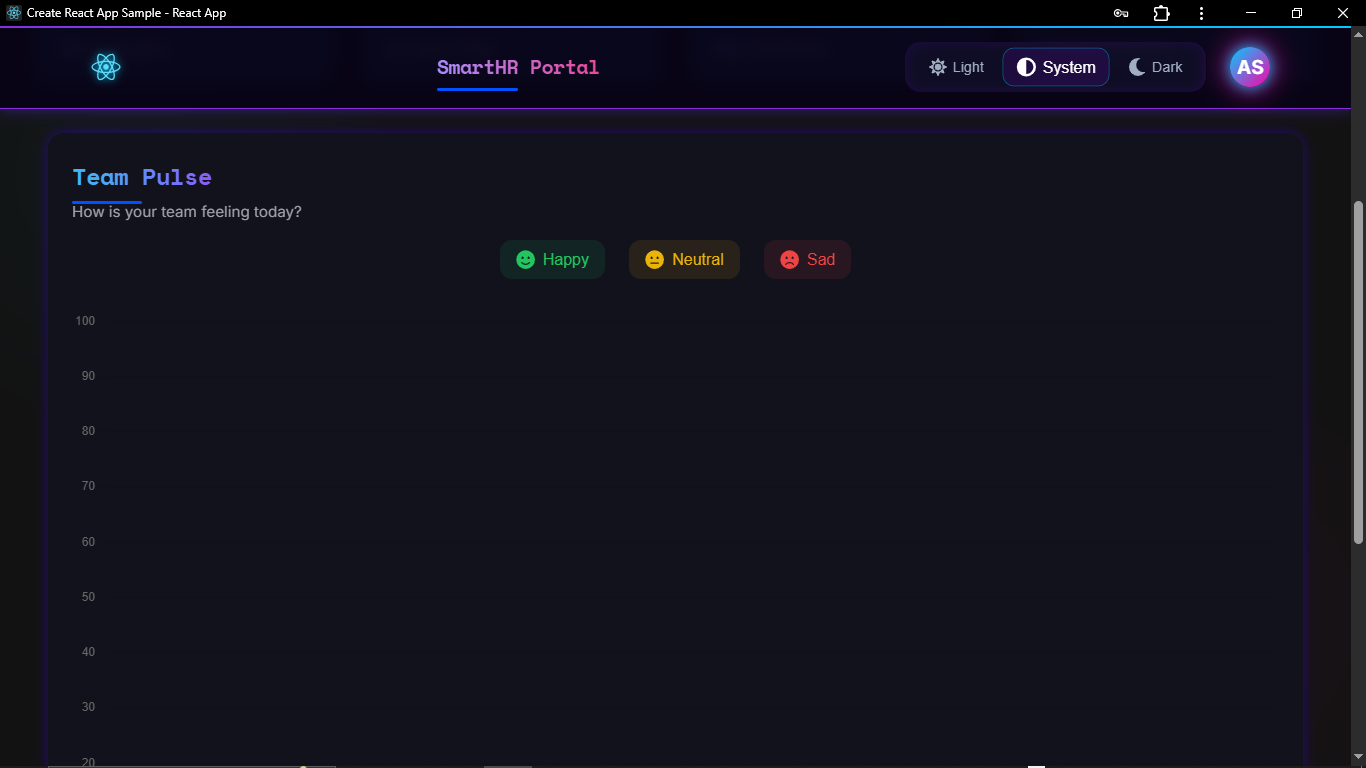 Create React App Sample - React App
SmartHR Portal
Light
System
Dark
AS
Team Pulse
How is your team feeling today?
Happy
Neutral
Sad
100
90
80
70
60
50
40
30
20